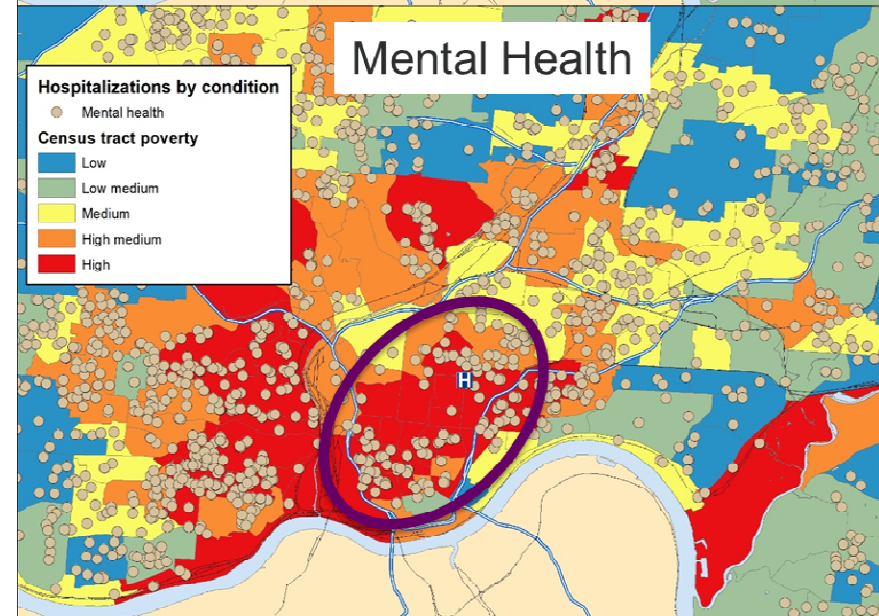 Mental Health
Hospitalizations by condition
Mental health
Census tract poverty
Low
Low medium
Medium
High medium
High
H